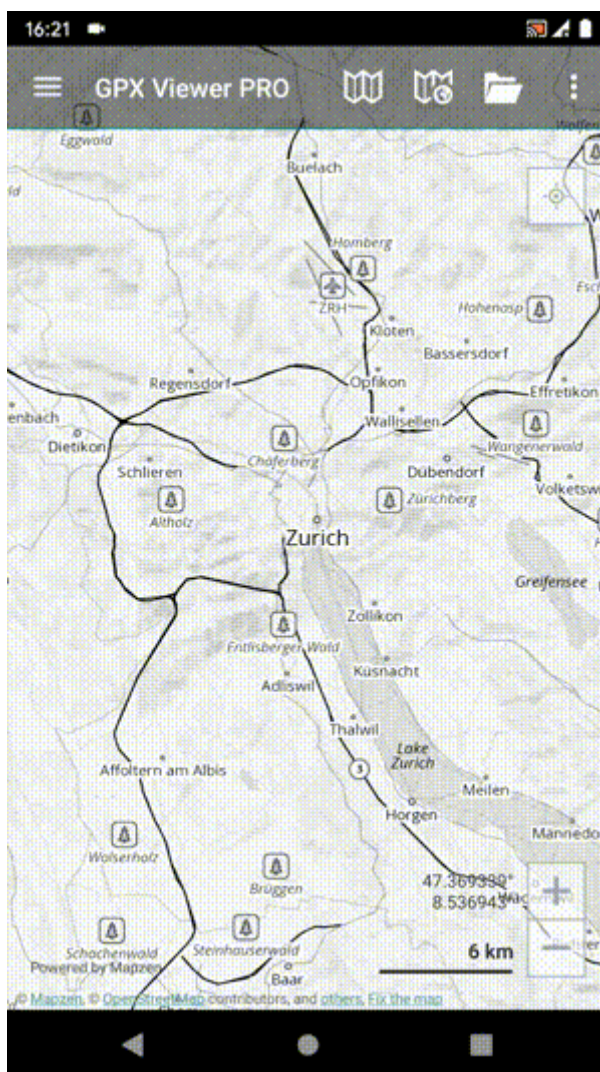 16:21
GPX Viewer PRO
Eggwald
Buelach
Homberg
ZRH
Hohenasp
Kloten
Bassersdorf
Regensdorf
Opfikon
Effretikon
enbach
Wallisellen
Dietikon
Chäferberg
Wangenerwald
Schlieren
Dübendorf
Altholz
Zürichberg
Volketsw
Zurich
Greifensee
Zollikon
Entlisberger Wald
Küsnacht
Adliswil
Thalwil
Lake
Zurich
Affoltern am Albis
3
Meilen
Horgen
Mannedo
Wolserholz
Brüggen
47.369339°
8.536943°
Schachenwald
Steinhauserwald
6 km
Powered by Mapzen
Baar
© Mapzen, © OpenStreetMap contributors, and others, Fix the map